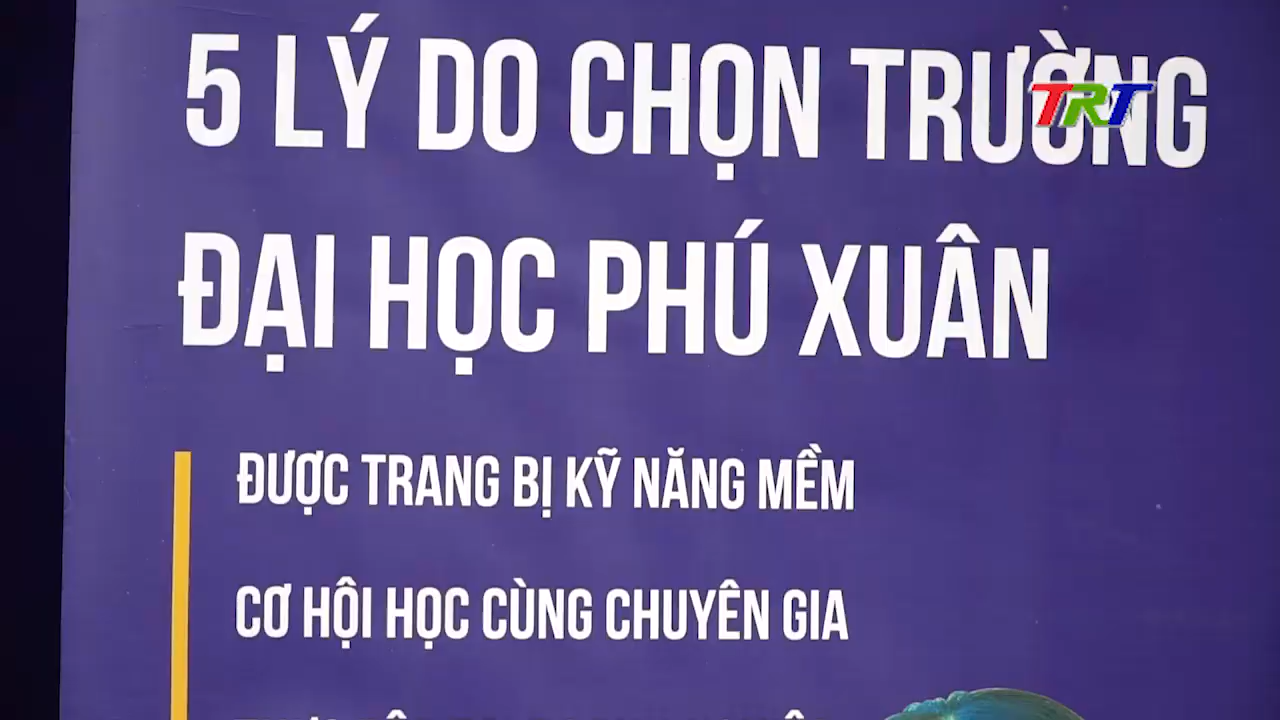 5 LÝ DO CHỌN TRƯỜNG
TRT
ĐẠI HỌC PHÚ XUÂN
ĐƯỢC TRANG BỊ KỸ NĂNG MỀM
CƠ HỘI HỌC CÙNG CHUYÊN GIA